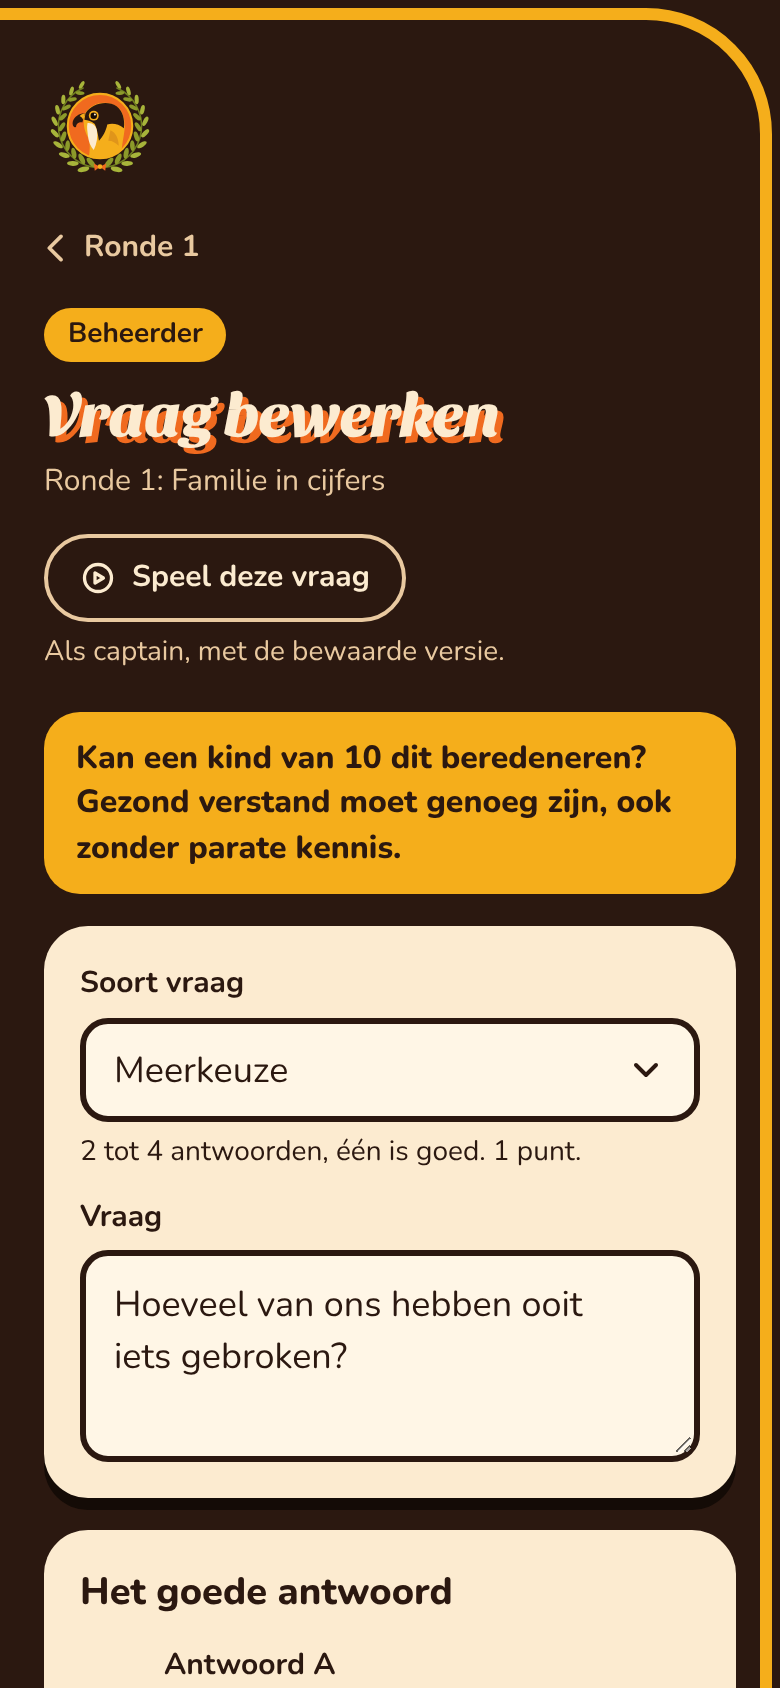 Ronde 1
Beheerder
Vraag bewerken
Ronde 1: Familie in cijfers
Speel deze vraag
Als captain, met de bewaarde versie.
Kan een kind van 10 dit beredeneren?
Gezond verstand moet genoeg zijn, ook
zonder parate kennis.
Soort vraag
Meerkeuze
2 tot 4 antwoorden, één is goed. 1 punt.
Vraag
Hoeveel van ons hebben ooit
iets gebroken?
Het goede antwoord
Antwoord A